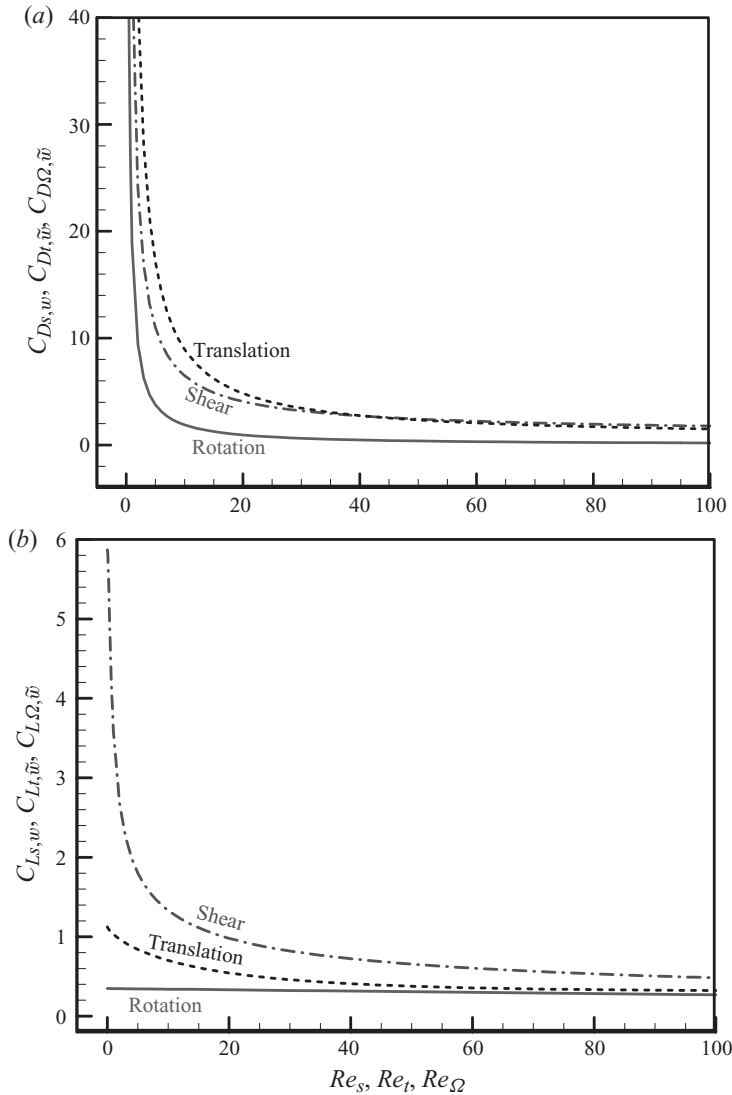 (a)
40
30
20
10
0
C_{Ds,w}, C_{Dt,w̃}, C_{DΩ,w̃}
Translation
Shear
Rotation
0 20 40 60 80 100
(b)
6
5
4
3
2
1
0
C_{Ls,w}, C_{Lt,w̃}, C_{LΩ,w̃}
Shear
Translation
Rotation
0 20 40 60 80 100
Re_s, Re_t, Re_Ω